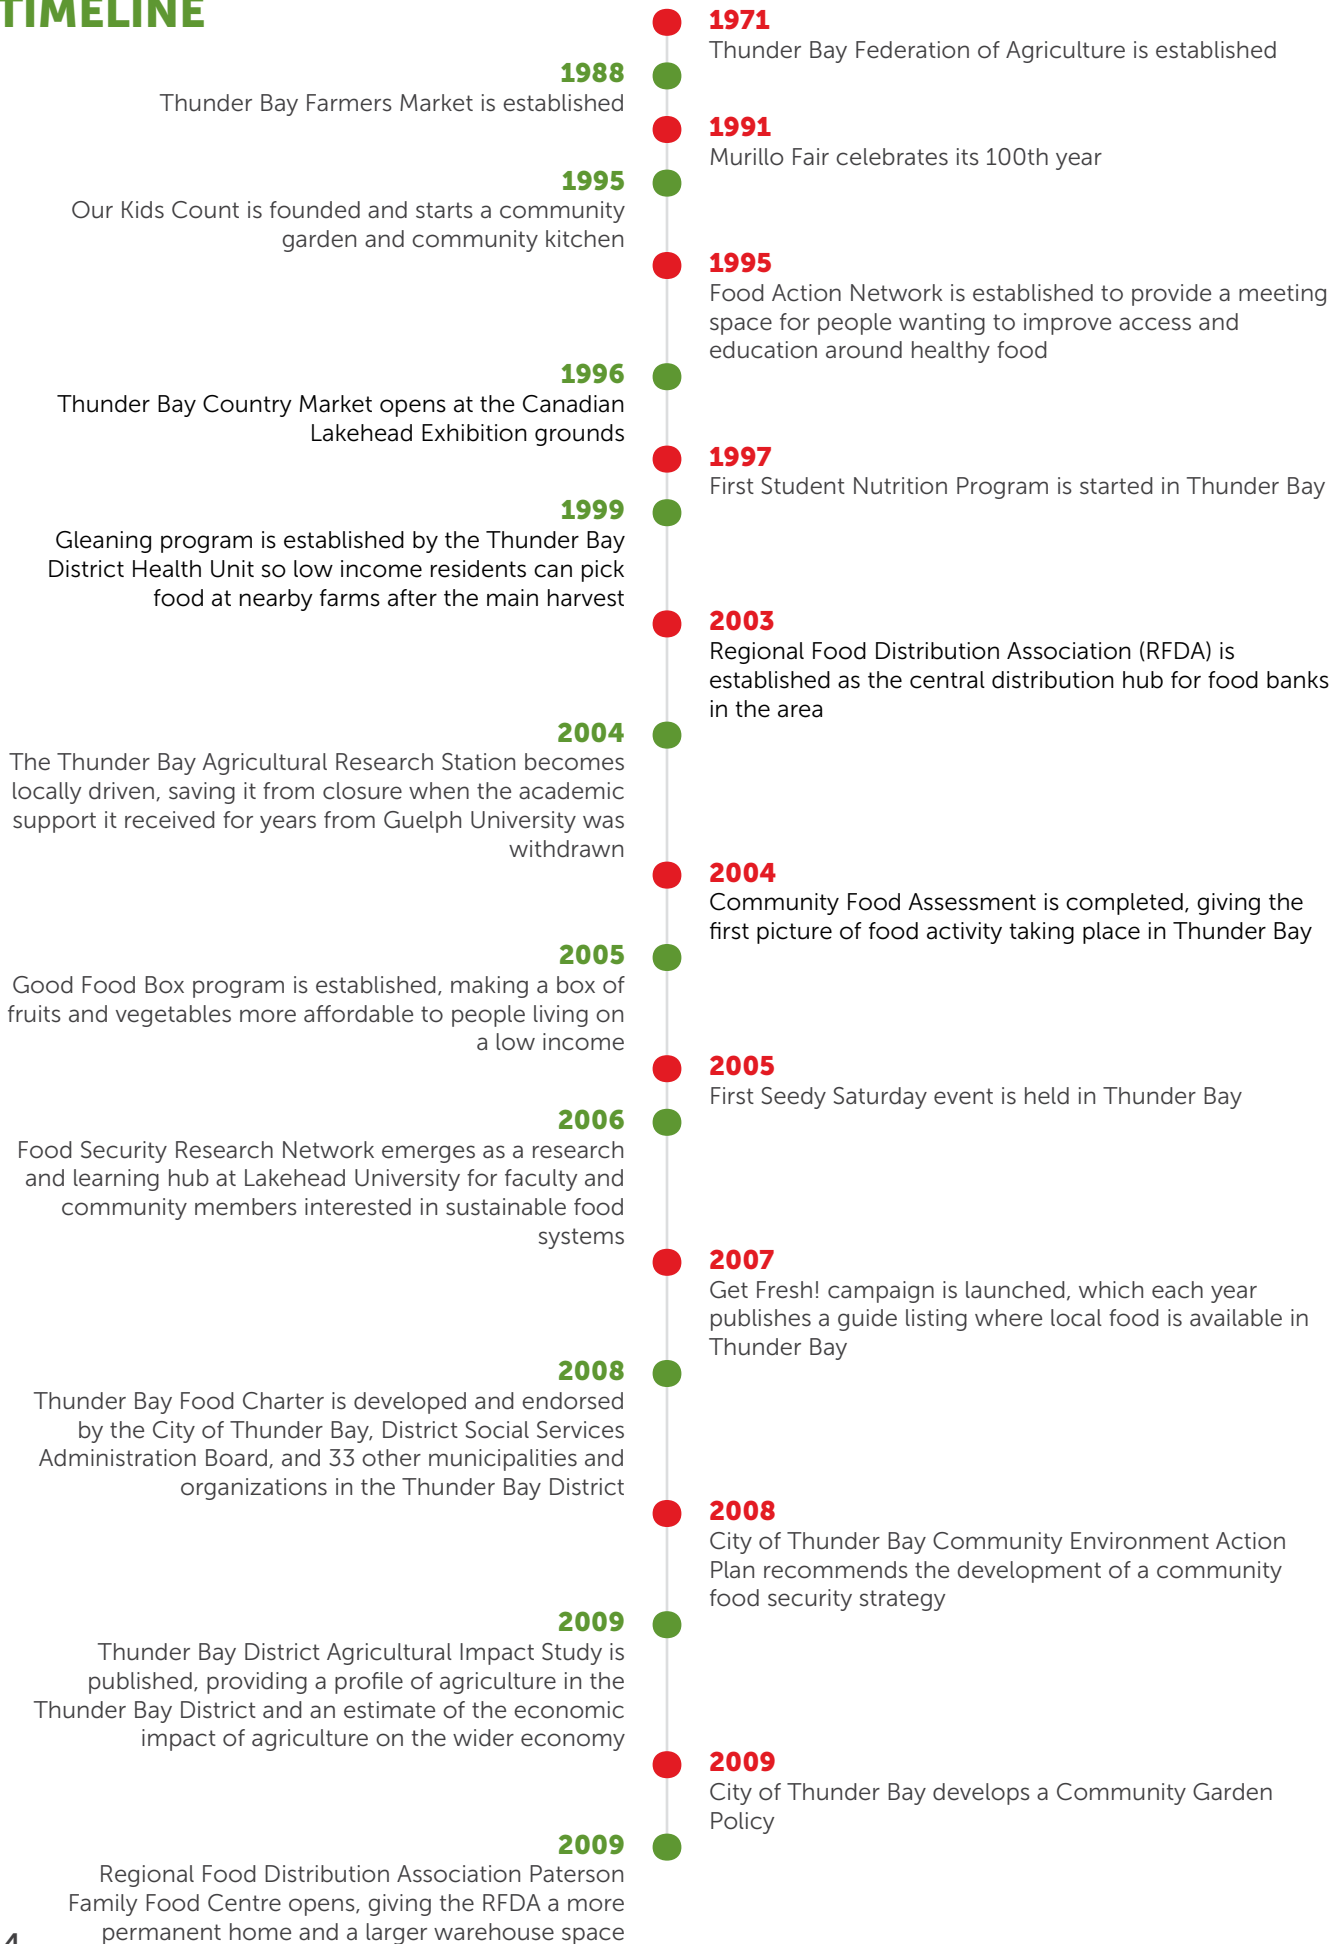 TIMELINE
1971
Thunder Bay Federation of Agriculture is established
1988
Thunder Bay Farmers Market is established
1991
Murillo Fair celebrates its 100th year
1995
Our Kids Count is founded and starts a community
garden and community kitchen
1995
Food Action Network is established to provide a meeting
space for people wanting to improve access and
education around healthy food
1996
Thunder Bay Country Market opens at the Canadian
Lakehead Exhibition grounds
1997
First Student Nutrition Program is started in Thunder Bay
1999
Gleaning program is established by the Thunder Bay
District Health Unit so low income residents can pick
food at nearby farms after the main harvest
2003
Regional Food Distribution Association (RFDA) is
established as the central distribution hub for food banks
in the area
2004
The Thunder Bay Agricultural Research Station becomes
locally driven, saving it from closure when the academic
support it received for years from Guelph University was
withdrawn
2004
Community Food Assessment is completed, giving the
first picture of food activity taking place in Thunder Bay
2005
Good Food Box program is established, making a box of
fruits and vegetables more affordable to people living on
a low income
2005
First Seedy Saturday event is held in Thunder Bay
2006
Food Security Research Network emerges as a research
and learning hub at Lakehead University for faculty and
community members interested in sustainable food
systems
2007
Get Fresh! campaign is launched, which each year
publishes a guide listing where local food is available in
Thunder Bay
2008
Thunder Bay Food Charter is developed and endorsed
by the City of Thunder Bay, District Social Services
Administration Board, and 33 other municipalities and
organizations in the Thunder Bay District
2008
City of Thunder Bay Community Environment Action
Plan recommends the development of a community
food security strategy
2009
Thunder Bay District Agricultural Impact Study is
published, providing a profile of agriculture in the
Thunder Bay District and an estimate of the economic
impact of agriculture on the wider economy
2009
City of Thunder Bay develops a Community Garden
Policy
2009
Regional Food Distribution Association Paterson
Family Food Centre opens, giving the RFDA a more
permanent home and a larger warehouse space
4